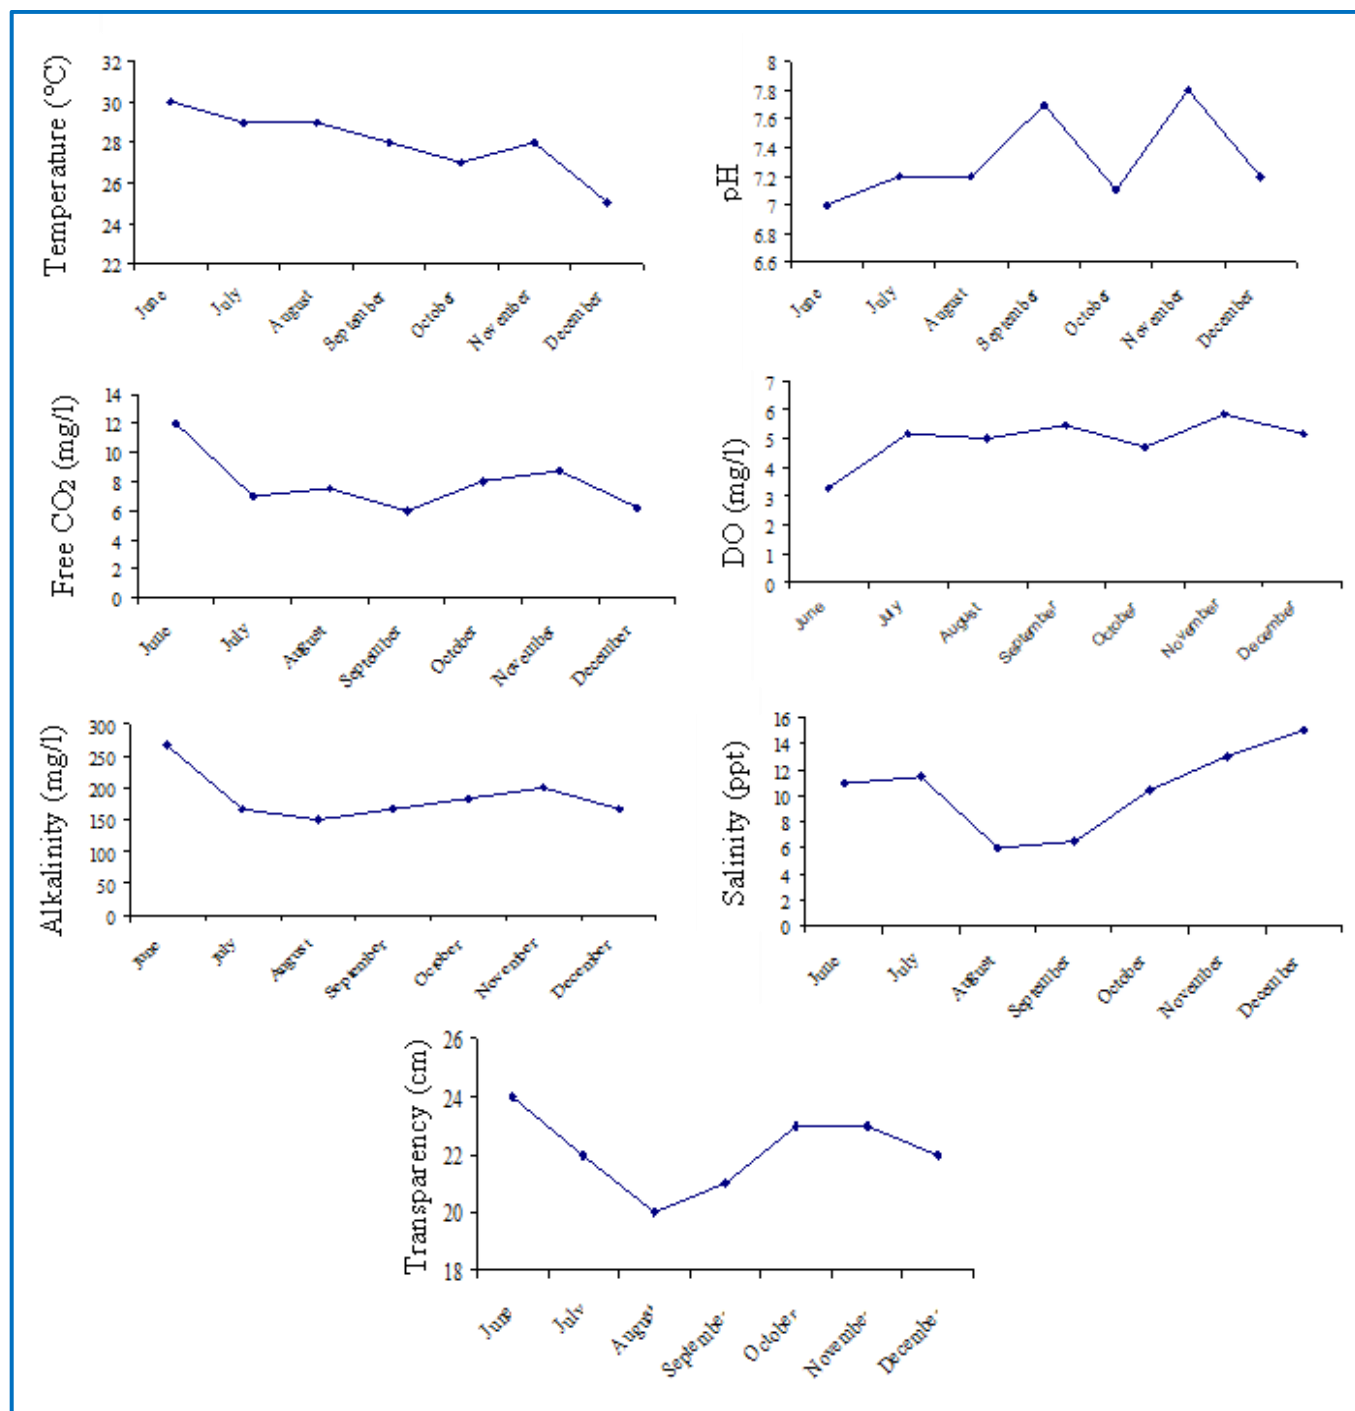 Temperature (°C)
32
30
28
26
24
22
June
July
August
September
October
November
December
pH
8
7.8
7.6
7.4
7.2
7
6.8
6.6
June
July
August
September
October
November
December
Free CO₂ (mg/l)
14
12
10
8
6
4
2
0
June
July
August
September
October
November
December
DO (mg/l)
7
6
5
4
3
2
1
0
June
July
August
September
October
November
December
Alkalinity (mg/l)
300
250
200
150
100
50
0
June
July
August
September
October
November
December
Salinity (ppt)
16
14
12
10
8
6
4
2
0
June
July
August
September
October
November
December
Transparency (cm)
26
24
22
20
18
June
July
August
September
October
November
December